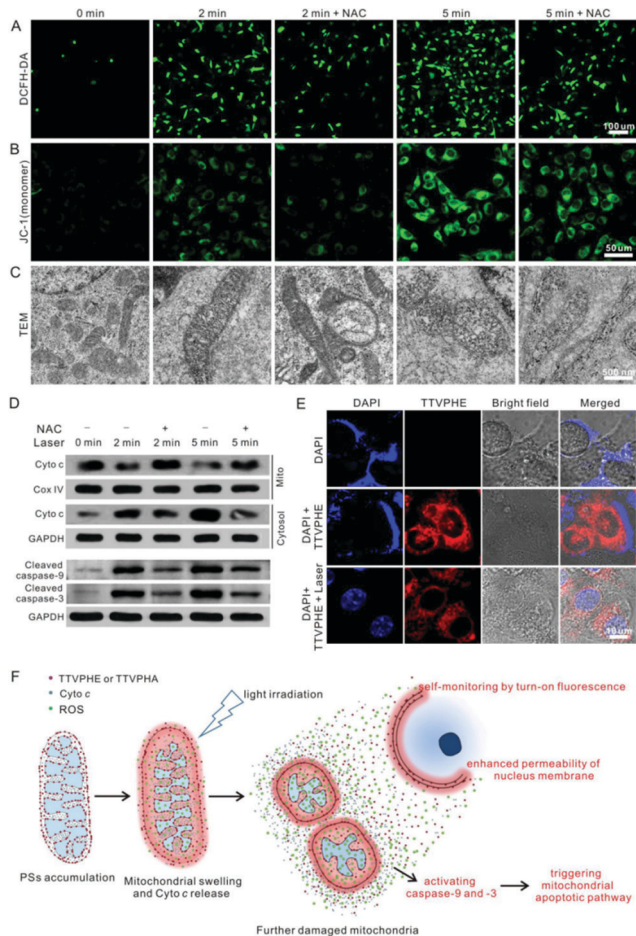 A
0 min
2 min
2 min + NAC
5 min
5 min + NAC
DCFH-DA
100 um
B
JC-1(monomer)
50 um
C
TEM
500 nm
D
NAC − − + − +
Laser 0 min 2 min 2 min 5 min 5 min
Cyto c
Cox IV
Mito
Cyto c
GAPDH
Cytosol
Cleaved
caspase-9
Cleaved
caspase-3
GAPDH
E
DAPI TTVPHE Bright field Merged
DAPI
DAPI +
TTVPHE
DAPI+
TTVPHE + Laser
10 um
F
TTVPHE or TTVPHA
Cyto c
ROS
light irradiation
self-monitoring by turn-on fluorescence
enhanced permeability of
nucleus membrane
PSs accumulation
Mitochondrial swelling
and Cyto c release
Further damaged mitochondria
activating
caspase-9 and -3
triggering
mitochondrial
apoptotic pathway